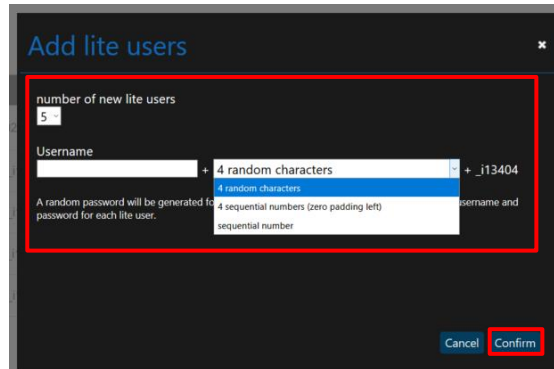 Add lite users
×
number of new lite users
5
Username
+ 4 random characters + _i13404
4 random characters
A random password will be generated fo
4 sequential numbers (zero padding left)
sername and
password for each lite user.
sequential number
Cancel Confirm